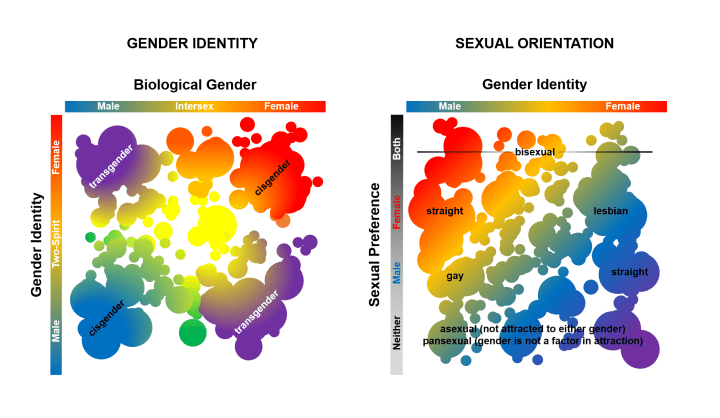 GENDER IDENTITY
Biological Gender
Male Intersex Female
Gender Identity
Female
Two-Spirit
Male
transgender
cisgender
cisgender
transgender
SEXUAL ORIENTATION
Gender Identity
Male Female
Sexual Preference
Both
Female
Male
Neither
bisexual
straight
lesbian
gay
straight
asexual (not attracted to either gender)
pansexual (gender is not a factor in attraction)